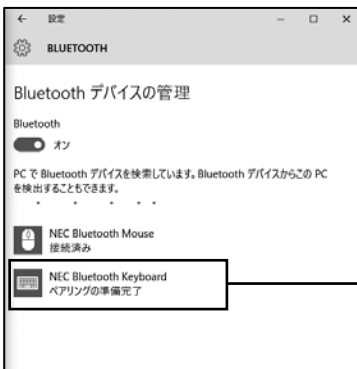 ← 設定 － □ ×
BLUETOOTH
Bluetooth デバイスの管理
Bluetooth
オン
PC で Bluetooth デバイスを検索しています。Bluetooth デバイスからこの PC
を検出することもできます。
NEC Bluetooth Mouse
接続済み
NEC Bluetooth Keyboard
ペアリングの準備完了